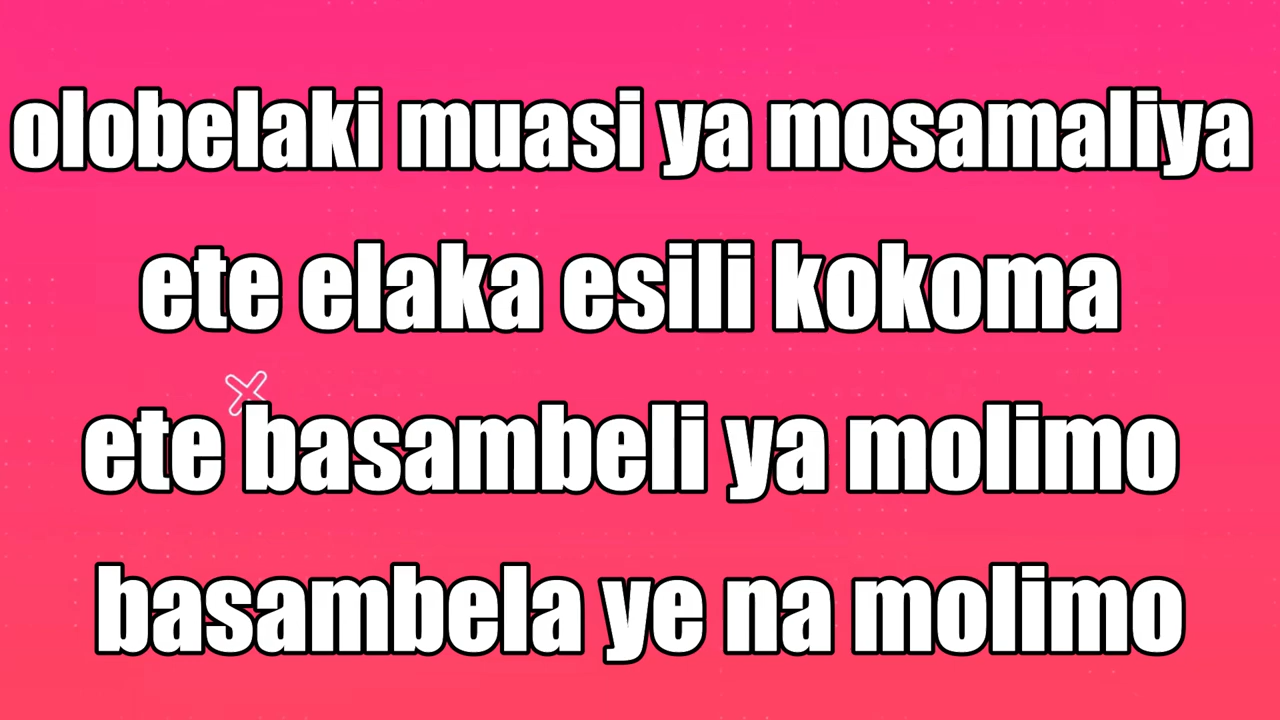 olobelaki muasi ya mosamaliya
ete elaka esili kokoma
ete basambeli ya molimo
basambela ye na molimo